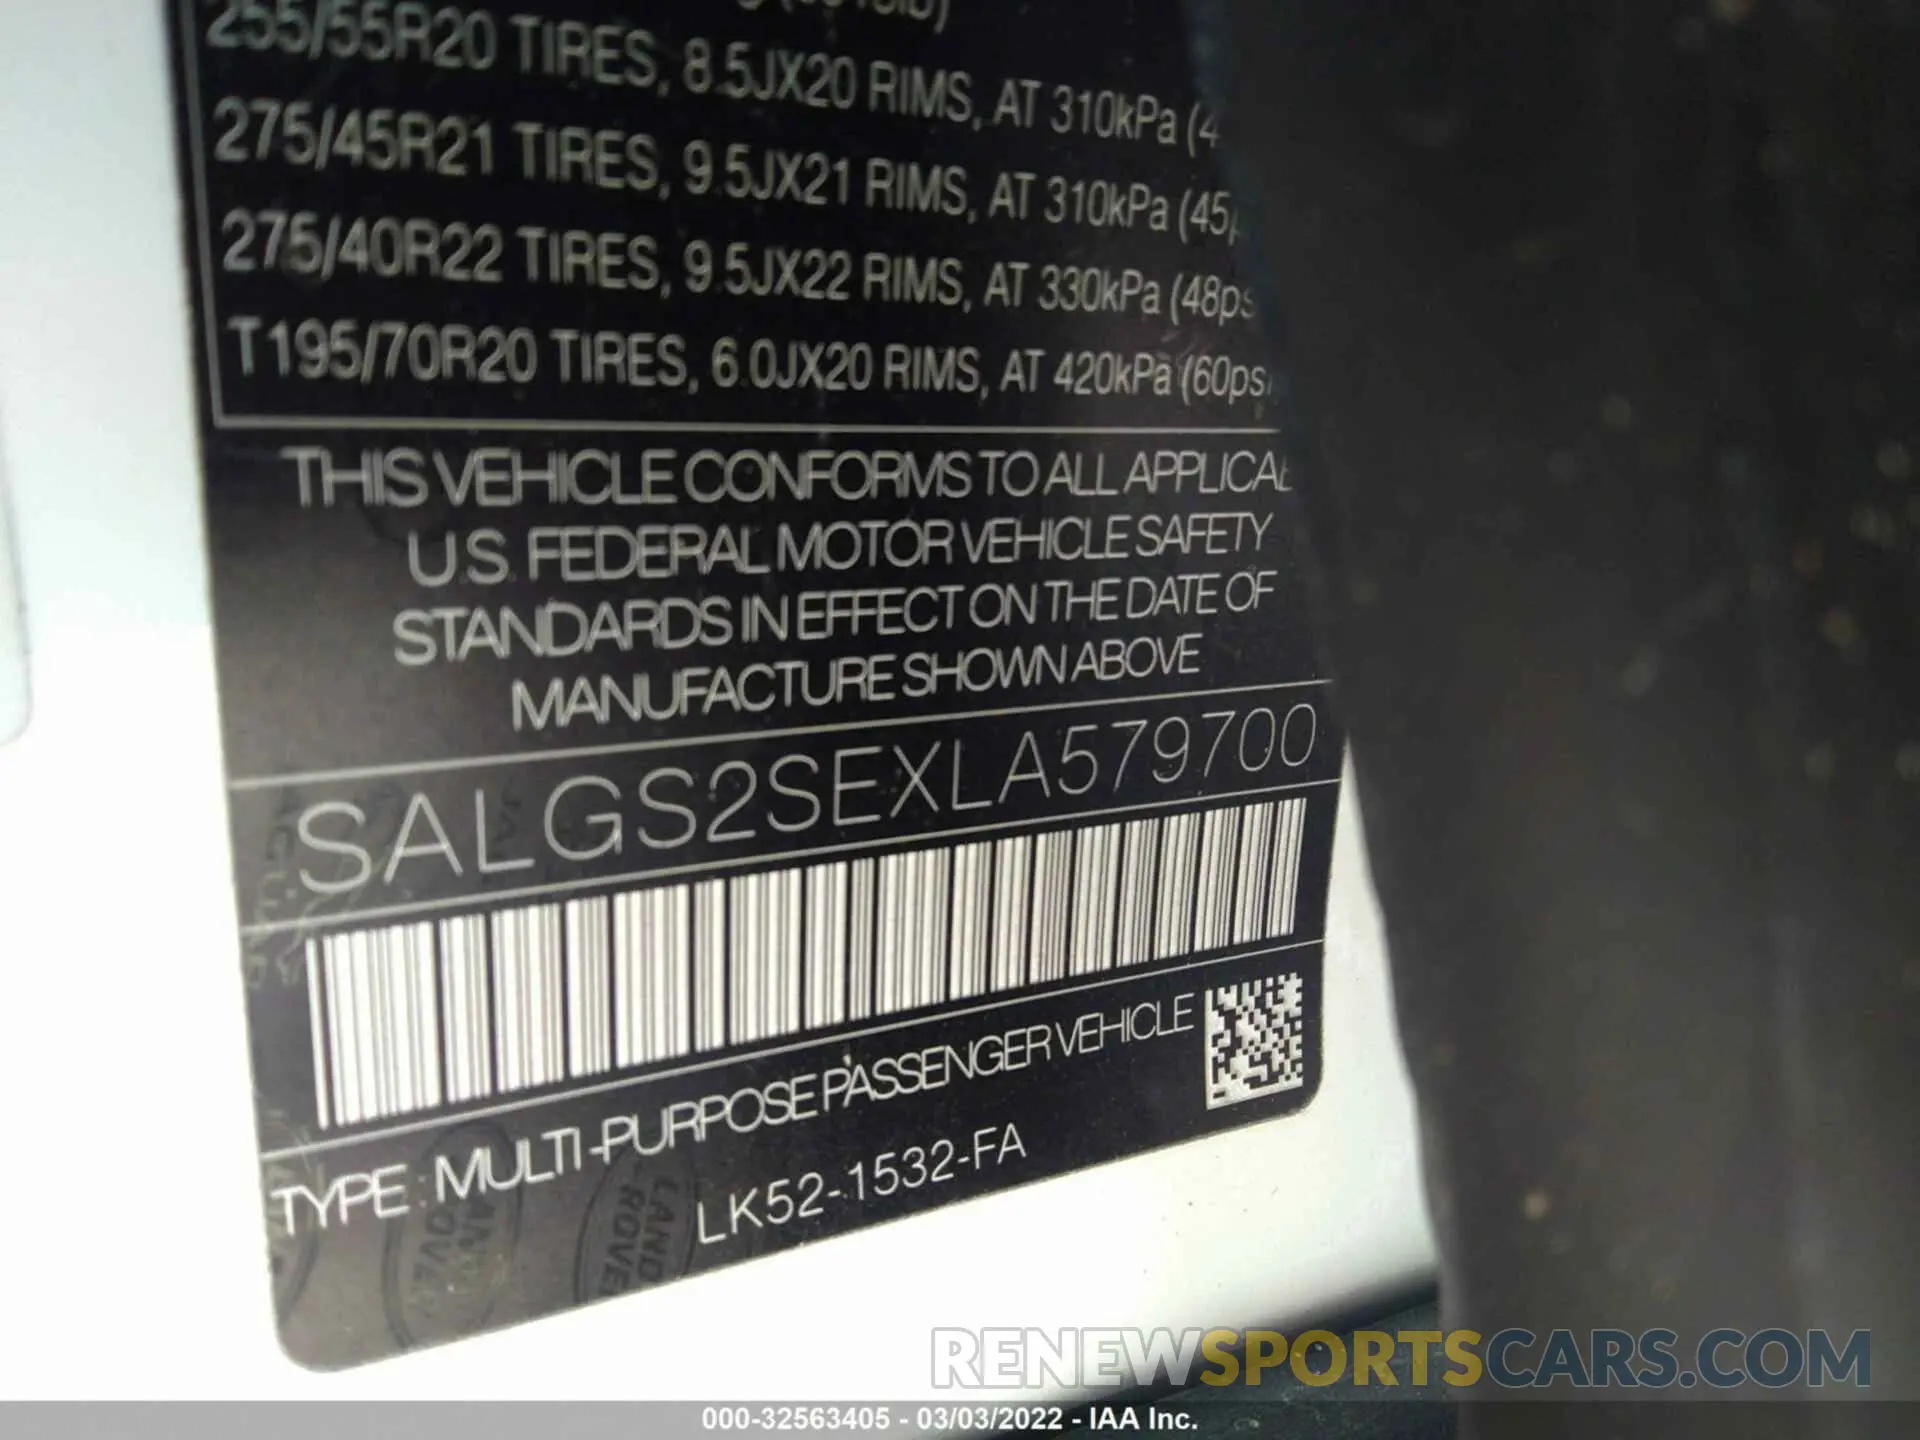 255/55R20 TIRES, 8.5JX20 RIMS, AT 310kPa (4
275/45R21 TIRES, 9.5JX21 RIMS, AT 310kPa (45
275/40R22 TIRES, 9.5JX22 RIMS, AT 330kPa (48ps
T195/70R20 TIRES, 6.0JX20 RIMS, AT 420kPa (60ps
THIS VEHICLE CONFORMS TO ALL APPLICA
U.S. FEDERAL MOTOR VEHICLE SAFETY
STANDARDS IN EFFECT ON THE DATE OF
MANUFACTURE SHOWN ABOVE
SALGS2SEXLA579700
TYPE: MULTI-PURPOSE PASSENGER VEHICLE
LK52-1532-FA
LAND ROVER
LAND ROVER
RENEWSPORTSCARS.COM
000-32563405 - 03/03/2022 - IAA Inc.